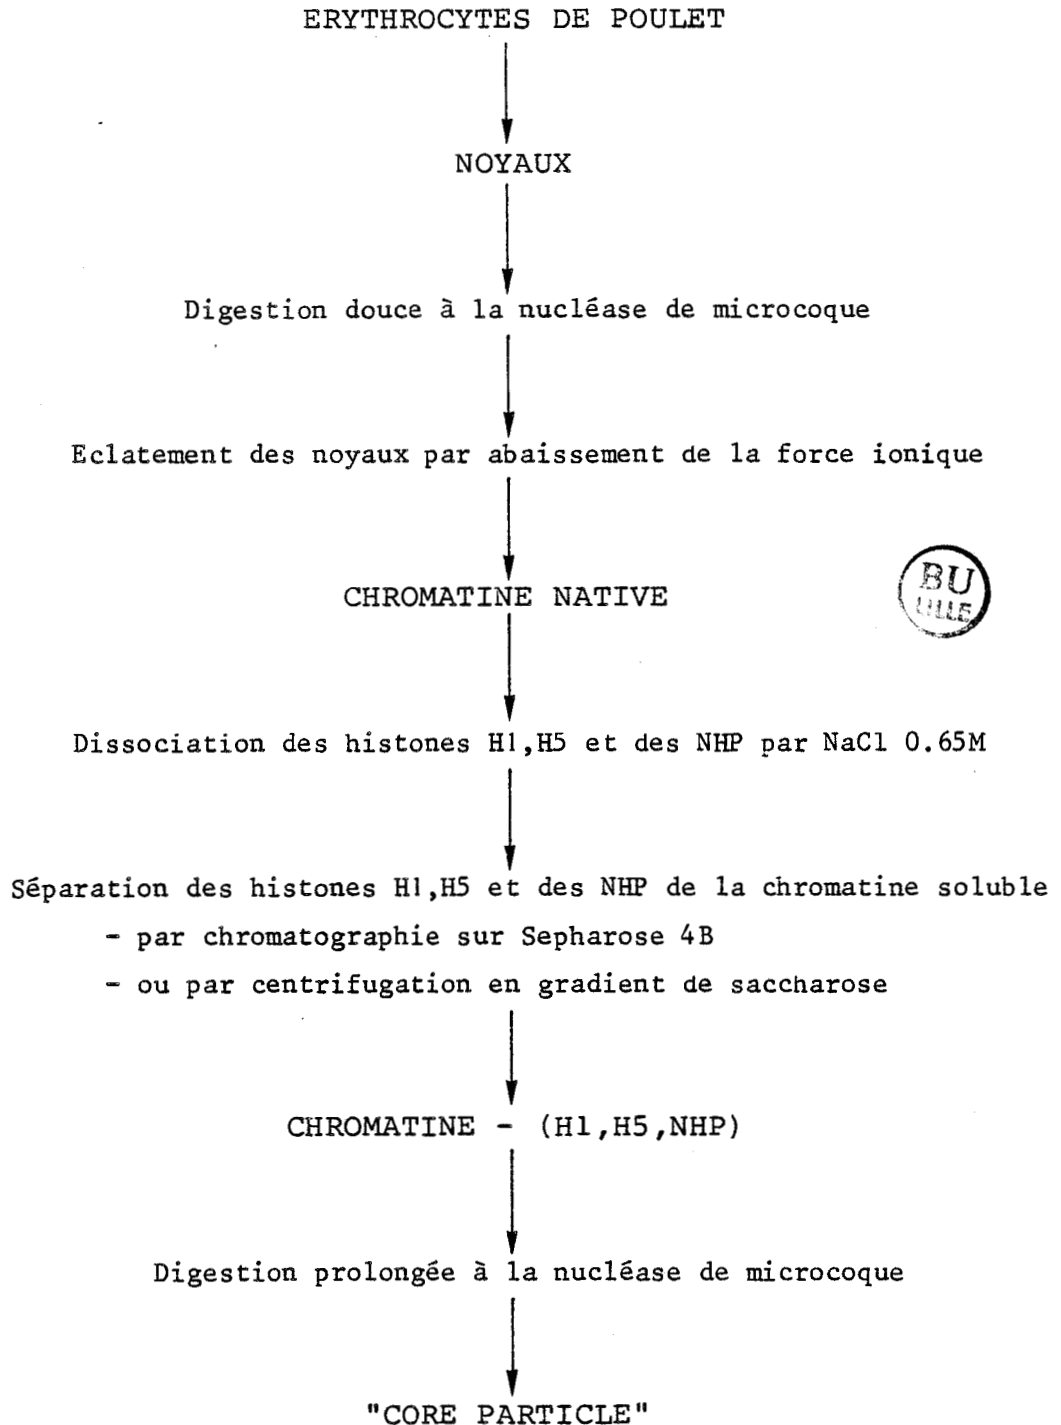 ERYTHROCYTES DE POULET
NOYAUX
Digestion douce à la nucléase de microcoque
Eclatement des noyaux par abaissement de la force ionique
BU
LILLE
CHROMATINE NATIVE
Dissociation des histones H1,H5 et des NHP par NaCl 0.65M
Séparation des histones H1,H5 et des NHP de la chromatine soluble
- par chromatographie sur Sepharose 4B
- ou par centrifugation en gradient de saccharose
CHROMATINE - (H1,H5,NHP)
Digestion prolongée à la nucléase de microcoque
"CORE PARTICLE"